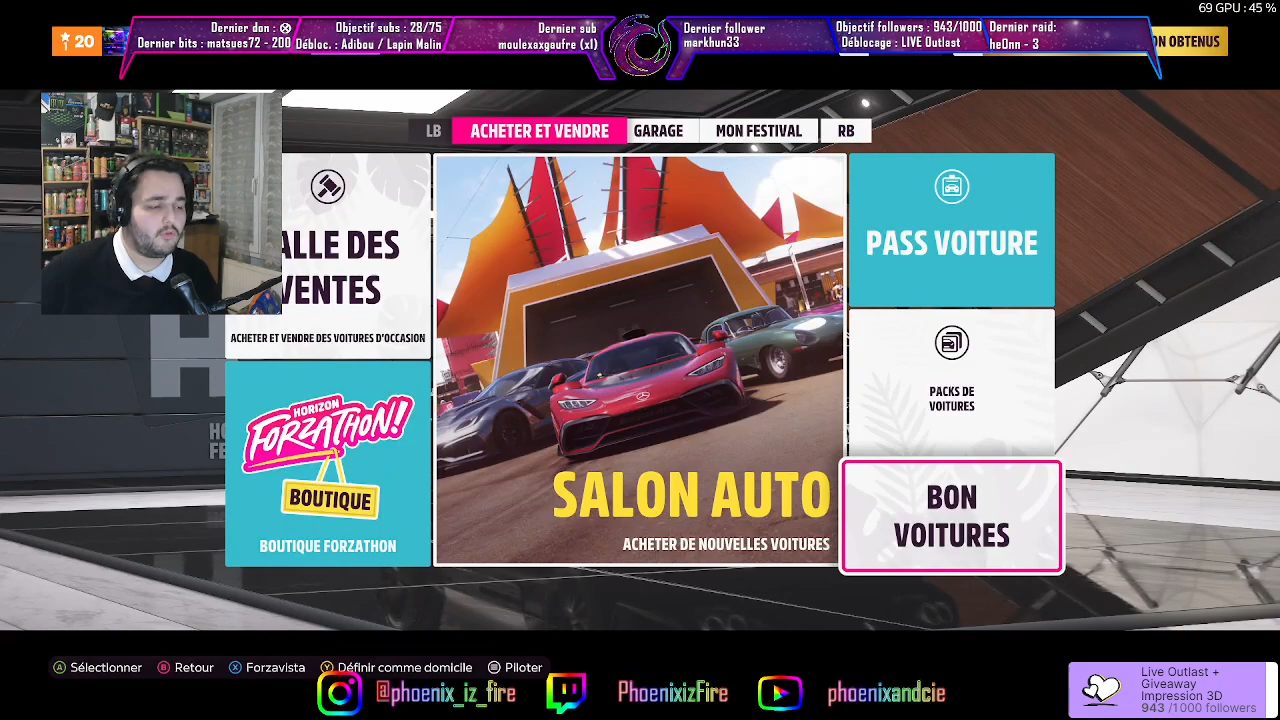 69 GPU : 45 %
20
Dernier don :
Dernier bits : matsues72 - 200
Objectif subs : 28/75
Débloc. : Adibou / Lapin Malin
Dernier sub
moulexaxgaufre (x1)
Dernier follower
markhun33
Objectif followers : 943/1000
Déblocage : LIVE Outlast
Dernier raid:
he0nn - 3
ON OBTENUS
LB
ACHETER ET VENDRE
GARAGE
MON FESTIVAL
RB
ALLE DES
VENTES
ACHETER ET VENDRE DES VOITURES D'OCCASION
HORIZON
FORZATHON!
BOUTIQUE
BOUTIQUE FORZATHON
SALON AUTO
ACHETER DE NOUVELLES VOITURES
PASS VOITURE
PACKS DE
VOITURES
BON
VOITURES
A Sélectionner
B Retour
X Forzavista
Y Définir comme domicile
Piloter
@phoenix_iz_fire
PhoenixizFire
phoenixandcie
Live Outlast +
Giveaway
Impression 3D
943 /1000 followers